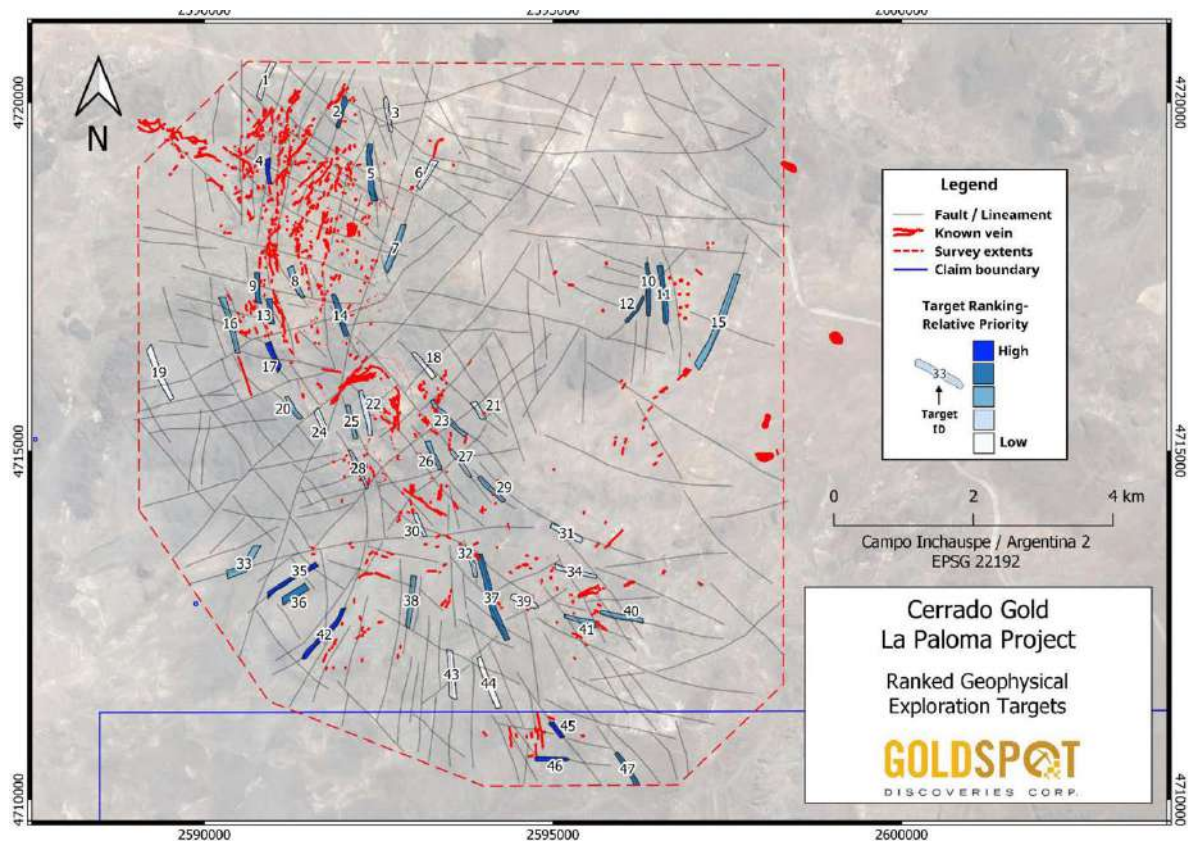 2590000
2595000
2600000
4720000
4720000
N
1
2
3
4
5
6
7
8
9
10
11
12
13
14
15
16
17
18
19
20
21
22
23
24
25
26
27
28
29
30
31
32
33
34
35
36
37
38
39
40
41
42
43
44
45
46
47
Legend
Fault / Lineament
Known vein
Survey extents
Claim boundary
Target Ranking-
Relative Priority
High
33
Target
ID
Low
4715000
4715000
0 2 4 km
Campo Inchauspe / Argentina 2
EPSG 22192
Cerrado Gold
La Paloma Project
Ranked Geophysical
Exploration Targets
GOLDSPOT
DISCOVERIES CORP.
4710000
4710000
2590000
2595000
2600000